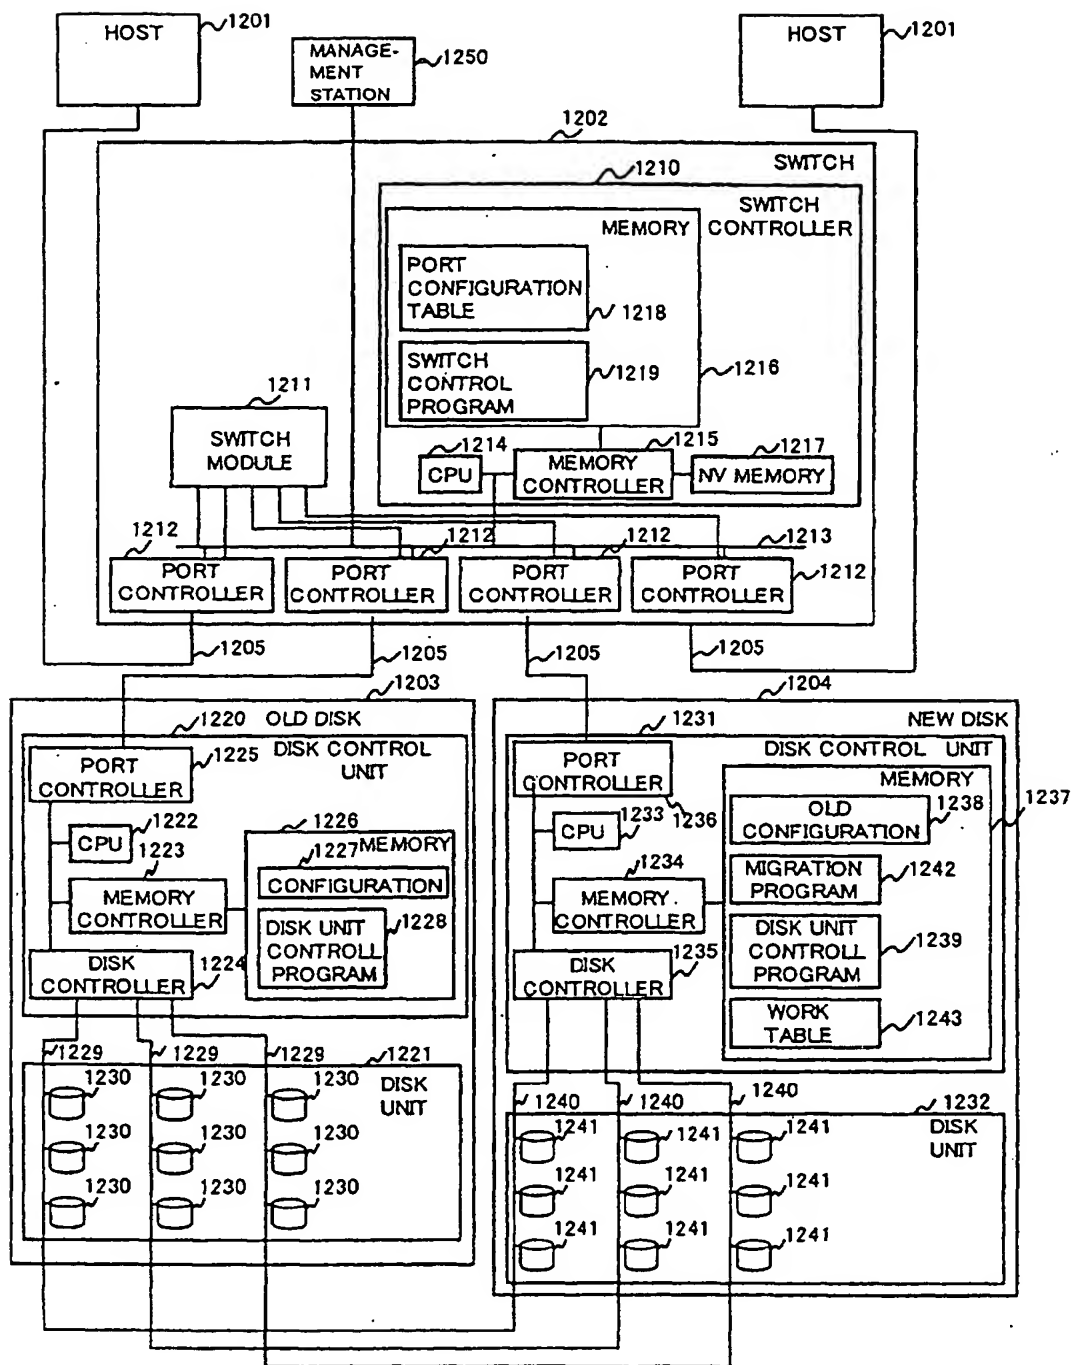 HOST
1201
MANAGE-
MENT
STATION
1250
HOST
1201
1202
SWITCH
1210
SWITCH
CONTROLLER
MEMORY
PORT
CONFIGURATION
TABLE
1218
SWITCH
CONTROL
PROGRAM
1219
1216
1211
SWITCH
MODULE
1214
CPU
1215
MEMORY
CONTROLLER
1217
NV MEMORY
1212
1212
1212
1213
PORT
CONTROLLER
PORT
CONTROLLER
PORT
CONTROLLER
PORT
CONTROLLER
1212
1205
1205
1205
1205
1203
OLD DISK
1220
DISK CONTROL
UNIT
PORT
CONTROLLER
1225
1222
CPU
1223
MEMORY
CONTROLLER
1226
MEMORY
1227
CONFIGURATION
DISK UNIT
CONTROLL
PROGRAM
1228
DISK
CONTROLLER
1224
1229
1229
1229
1221
DISK
UNIT
1230
1230
1230
1230
1230
1230
1230
1230
1230
1204
NEW DISK
1231
DISK CONTROL UNIT
PORT
CONTROLLER
1236
CPU
1233
1234
MEMORY
CONTROLLER
1235
DISK
CONTROLLER
MEMORY
1237
OLD
CONFIGURATION
1238
MIGRATION
PROGRAM
1242
DISK UNIT
CONTROLL
PROGRAM
1239
WORK
TABLE
1243
1240
1240
1240
1232
DISK
UNIT
1241
1241
1241
1241
1241
1241
1241
1241
1241